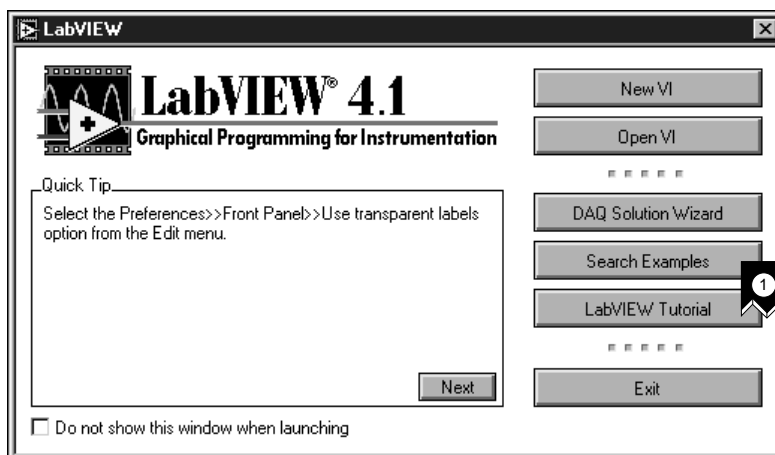 LabVIEW
LabVIEW® 4.1
Graphical Programming for Instrumentation
Quick Tip
Select the Preferences>>Front Panel>>Use transparent labels
option from the Edit menu.
Next
Do not show this window when launching
New VI
Open VI
DAQ Solution Wizard
Search Examples
1
LabVIEW Tutorial
Exit